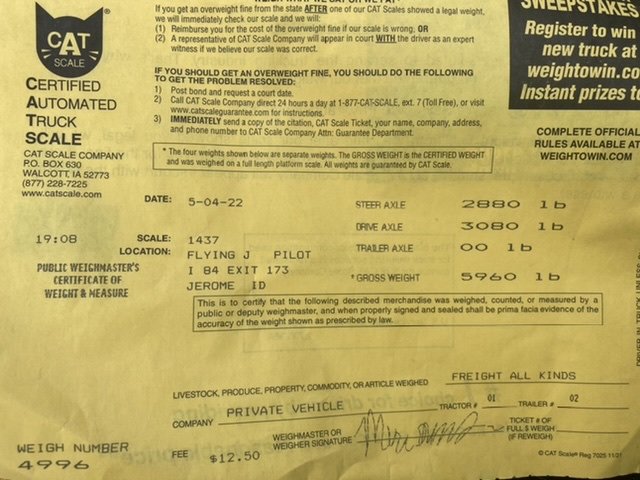 If you get an overweight fine from the state AFTER one of our CAT Scales showed a legal weight,
we will immediately check our scale and we will:
(1) Reimburse you for the cost of the overweight fine if our scale is wrong, OR
(2) A representative of CAT Scale Company will appear in court WITH the driver as an expert
witness if we believe our scale was correct.
IF YOU SHOULD GET AN OVERWEIGHT FINE, YOU SHOULD DO THE FOLLOWING
TO GET THE PROBLEM RESOLVED:
1) Post bond and request a court date.
2) Call CAT Scale Company direct 24 hours a day at 1-877-CAT-SCALE, ext. 7 (Toll Free), or visit
www.catscaleguarantee.com for instructions.
3) IMMEDIATELY send a copy of the citation, CAT Scale Ticket, your name, company, address,
and phone number to CAT Scale Company Attn: Guarantee Department.
SWEEPSTAKES
Register to win
new truck at
weightowin.co
Instant prizes to
COMPLETE OFFICIAL
RULES AVAILABLE AT
WEIGHTOWIN.COM
CAT
SCALE
CERTIFIED
AUTOMATED
TRUCK
SCALE
CAT SCALE COMPANY
P.O. BOX 630
WALCOTT, IA 52773
(877) 228-7225
www.catscale.com
* The four weights shown below are separate weights. The GROSS WEIGHT is the CERTIFIED WEIGHT
and was weighed on a full length platform scale. All weights are guaranteed by CAT Scale.
DATE: 5-04-22
STEER AXLE 2880 lb
DRIVE AXLE 3080 lb
19:08 SCALE: 1437
TRAILER AXLE 00 lb
LOCATION: FLYING J PILOT
I 84 EXIT 173
JEROME ID
* GROSS WEIGHT 5960 lb
PUBLIC WEIGHMASTER'S
CERTIFICATE OF
WEIGHT & MEASURE
This is to certify that the following described merchandise was weighed, counted, or measured by a
public or deputy weighmaster, and when properly signed and sealed shall be prima facia evidence of the
accuracy of the weight shown as prescribed by law.
LIVESTOCK, PRODUCE, PROPERTY, COMMODITY, OR ARTICLE WEIGHED FREIGHT ALL KINDS
COMPANY PRIVATE VEHICLE TRACTOR # 01 TRAILER # 02
WEIGHMASTER OR
WEIGHER SIGNATURE
TICKET # OF
FULL $ WEIGH
(IF REWEIGH)
WEIGH NUMBER
4996
FEE $12.50
© CAT Scale® Reg 7025 11/21